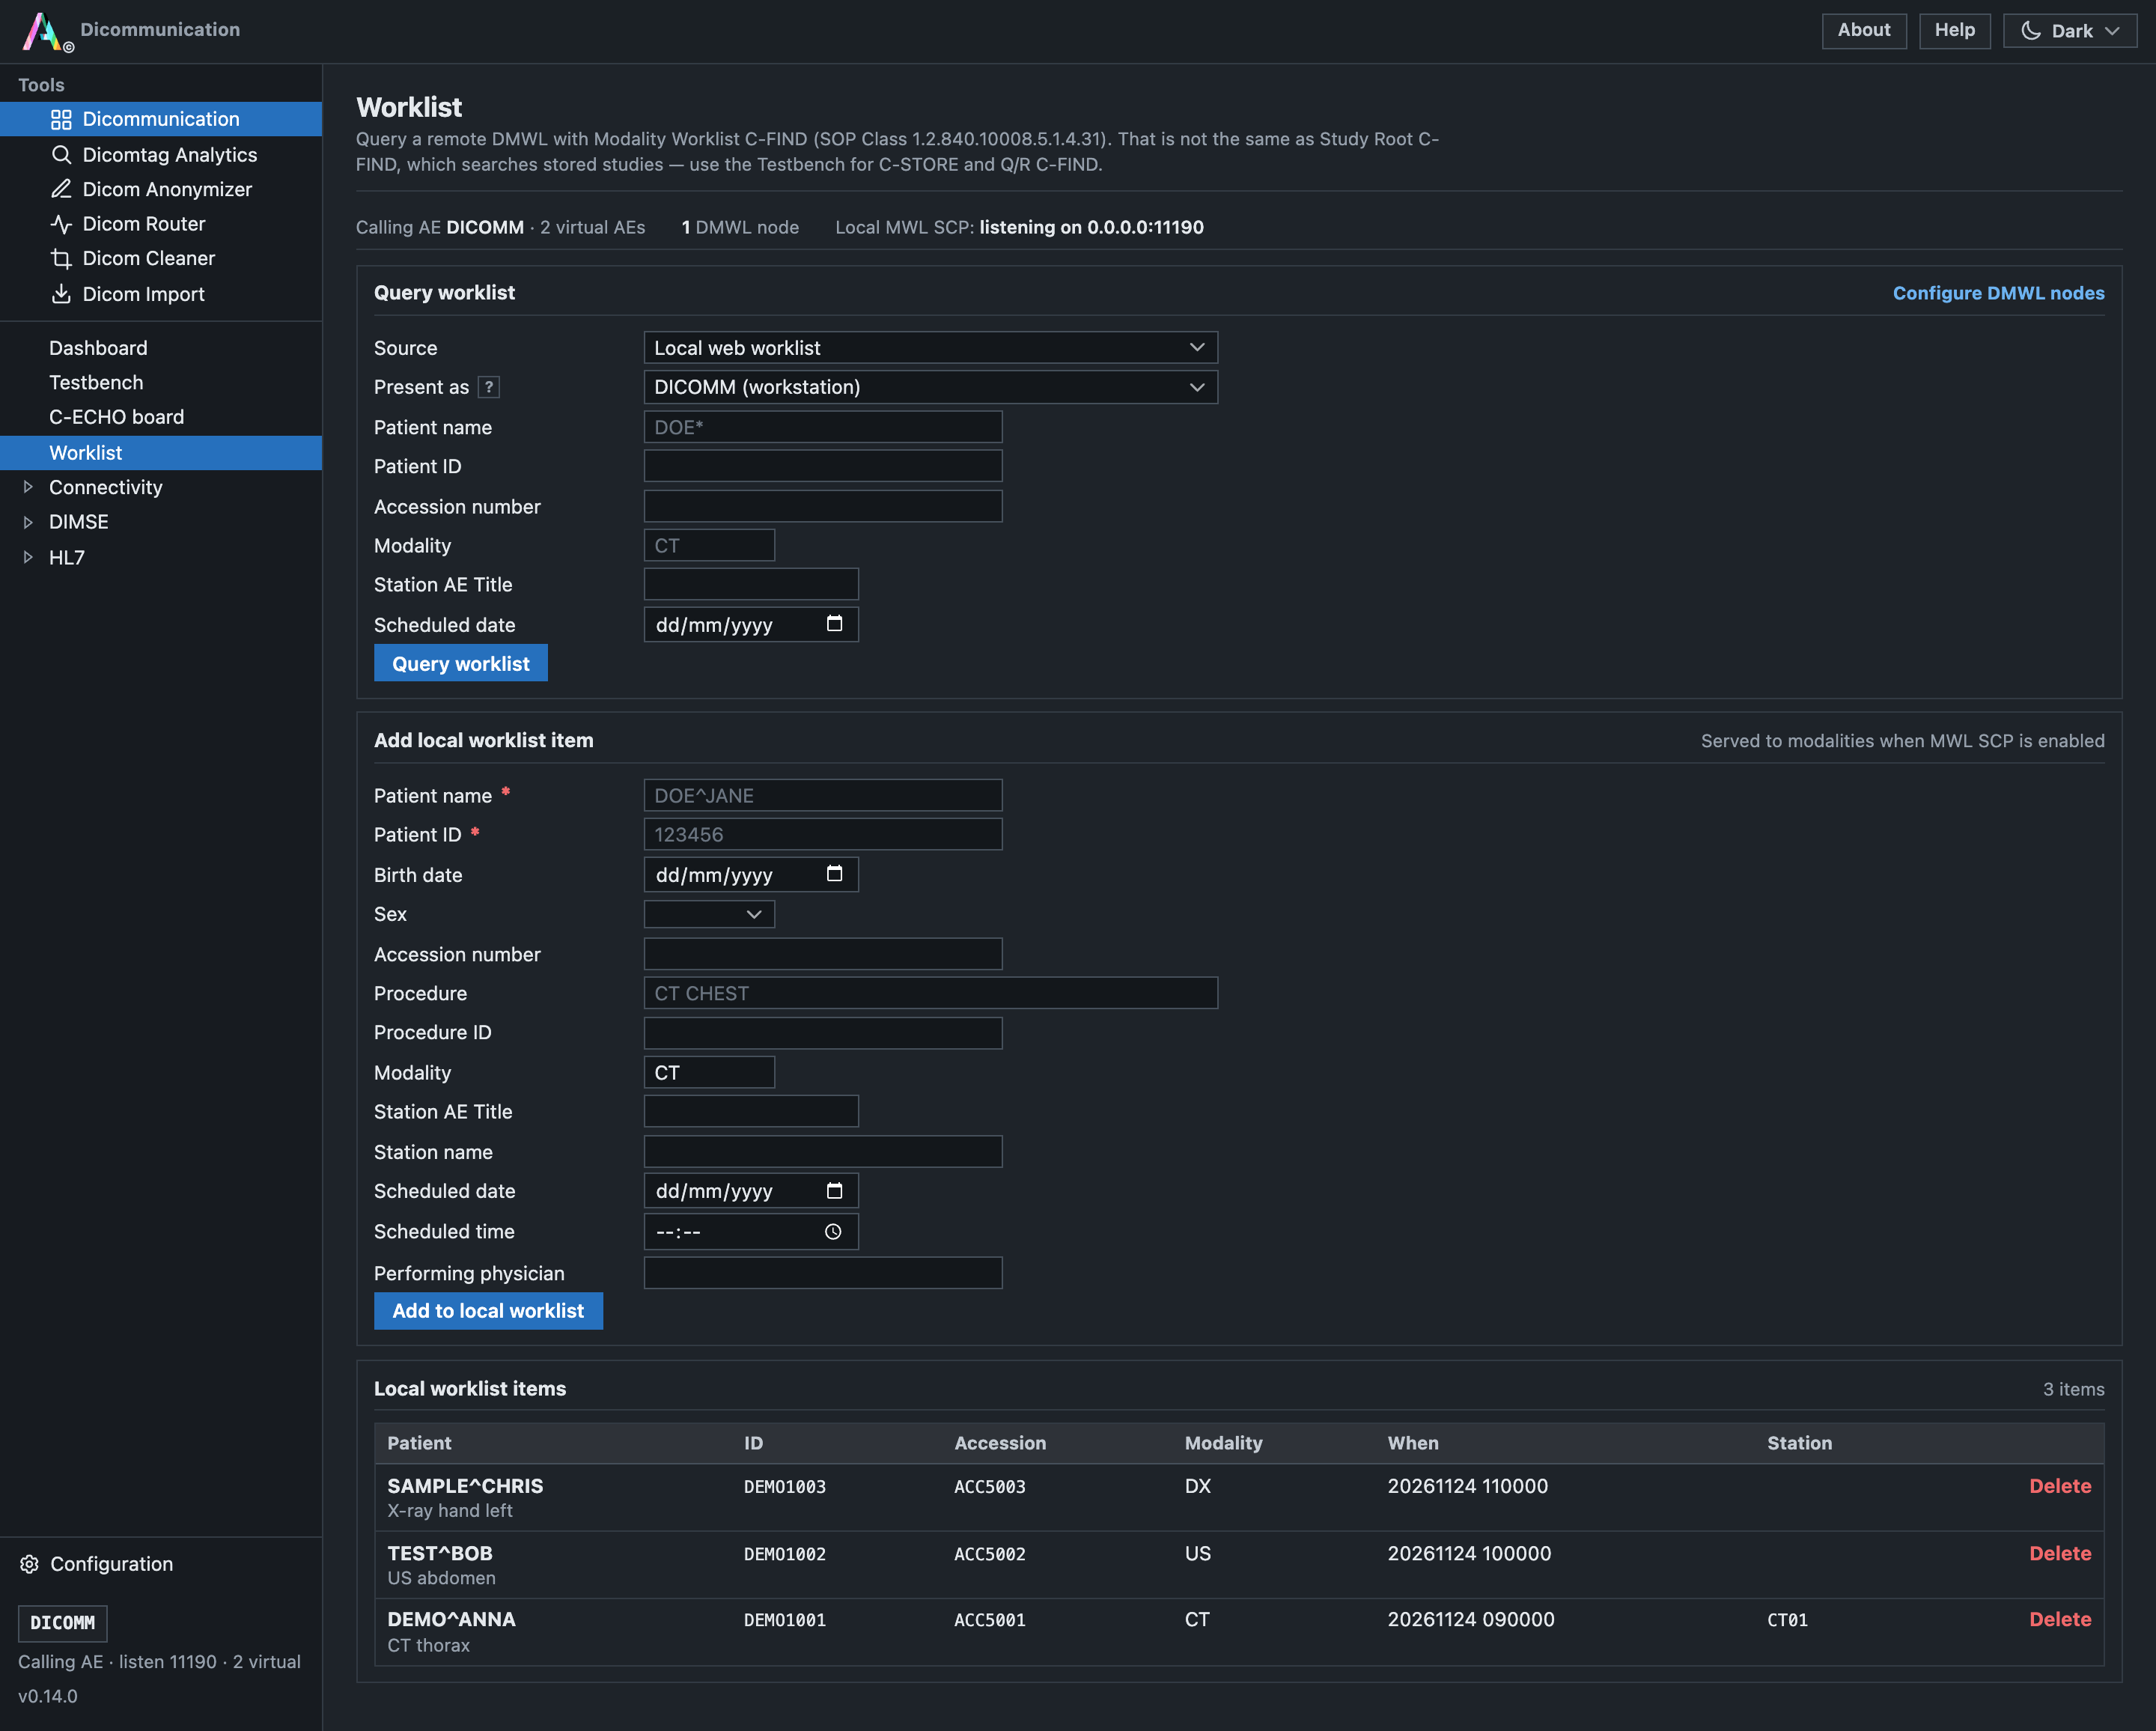 Dicommunication
About
Help
Dark
Tools
Dicommunication
Dicomtag Analytics
Dicom Anonymizer
Dicom Router
Dicom Cleaner
Dicom Import
Dashboard
Testbench
C-ECHO board
Worklist
Connectivity
DIMSE
HL7
Configuration
DICOMM
Calling AE · listen 11190 · 2 virtual
v0.14.0
Worklist
Query a remote DMWL with Modality Worklist C-FIND (SOP Class 1.2.840.10008.5.1.4.31). That is not the same as Study Root C-
FIND, which searches stored studies — use the Testbench for C-STORE and Q/R C-FIND.
Calling AE DICOMM · 2 virtual AEs 1 DMWL node Local MWL SCP: listening on 0.0.0.0:11190
Query worklist Configure DMWL nodes
Source Local web worklist
Present as ? DICOMM (workstation)
Patient name DOE*
Patient ID
Accession number
Modality CT
Station AE Title
Scheduled date dd/mm/yyyy
Query worklist
Add local worklist item Served to modalities when MWL SCP is enabled
Patient name * DOE^JANE
Patient ID * 123456
Birth date dd/mm/yyyy
Sex
Accession number
Procedure CT CHEST
Procedure ID
Modality CT
Station AE Title
Station name
Scheduled date dd/mm/yyyy
Scheduled time --:--
Performing physician
Add to local worklist
Local worklist items 3 items
Patient ID Accession Modality When Station
SAMPLE^CHRIS DEMO1003 ACC5003 DX 20261124 110000 Delete
X-ray hand left
TEST^BOB DEMO1002 ACC5002 US 20261124 100000 Delete
US abdomen
DEMO^ANNA DEMO1001 ACC5001 CT 20261124 090000 CT01 Delete
CT thorax